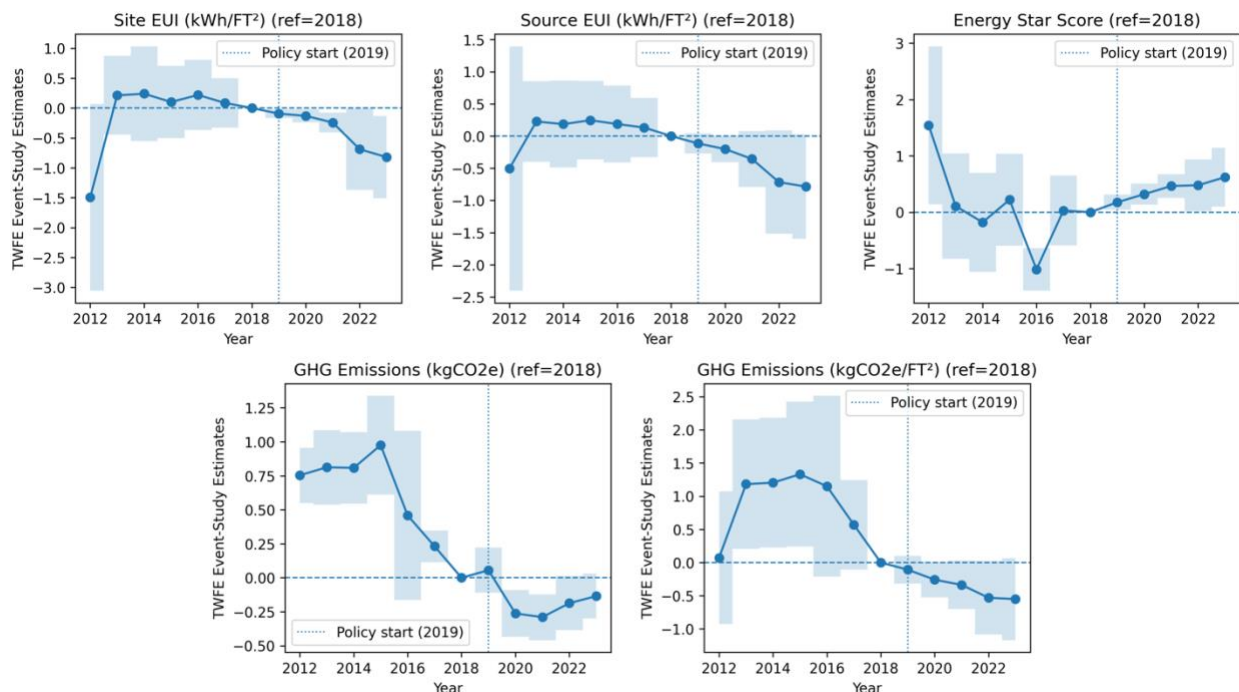 Site EUI (kWh/FT²) (ref=2018)
TWFE Event-Study Estimates
1.0
0.5
0.0
−0.5
−1.0
−1.5
−2.0
−2.5
−3.0
Policy start (2019)
2012 2014 2016 2018 2020 2022
Year
Source EUI (kWh/FT²) (ref=2018)
TWFE Event-Study Estimates
1.5
1.0
0.5
0.0
−0.5
−1.0
−1.5
−2.0
−2.5
Policy start (2019)
2012 2014 2016 2018 2020 2022
Year
Energy Star Score (ref=2018)
TWFE Event-Study Estimates
3
2
1
0
−1
Policy start (2019)
2012 2014 2016 2018 2020 2022
Year
GHG Emissions (kgCO2e) (ref=2018)
TWFE Event-Study Estimates
1.25
1.00
0.75
0.50
0.25
0.00
−0.25
−0.50
Policy start (2019)
2012 2014 2016 2018 2020 2022
Year
GHG Emissions (kgCO2e/FT²) (ref=2018)
TWFE Event-Study Estimates
2.5
2.0
1.5
1.0
0.5
0.0
−0.5
−1.0
Policy start (2019)
2012 2014 2016 2018 2020 2022
Year